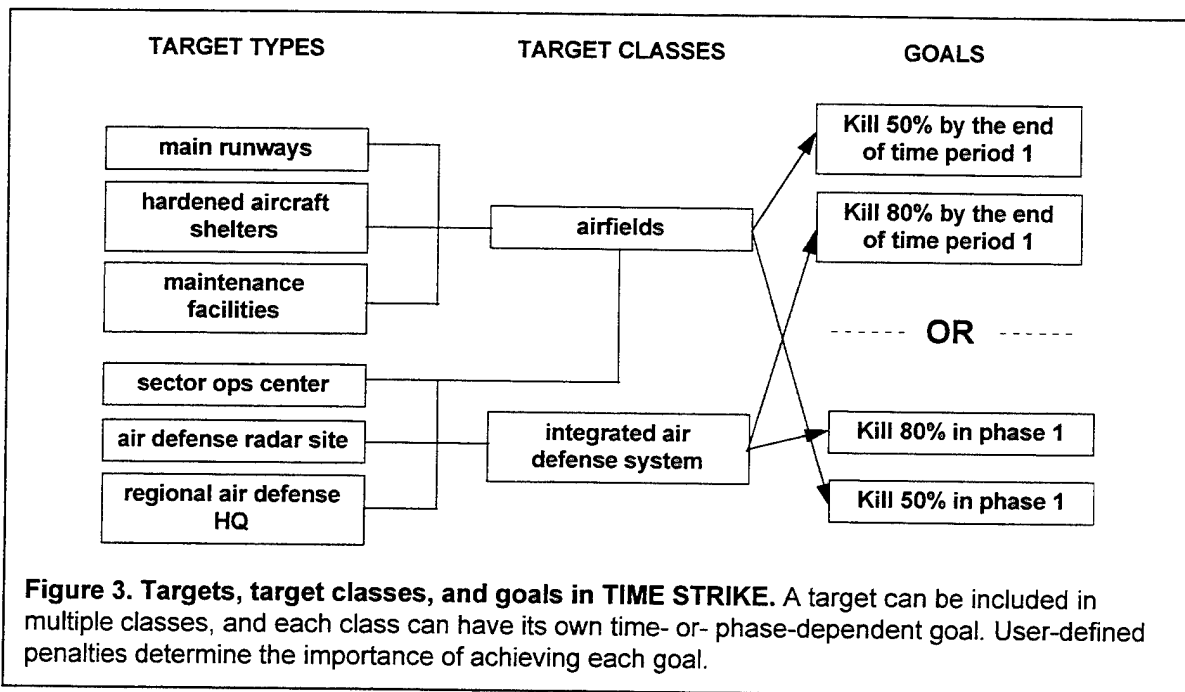 TARGET TYPES
TARGET CLASSES
GOALS
main runways
hardened aircraft
shelters
maintenance
facilities
sector ops center
air defense radar site
regional air defense
HQ
airfields
integrated air
defense system
Kill 50% by the end
of time period 1
Kill 80% by the end
of time period 1
OR
Kill 80% in phase 1
Kill 50% in phase 1
Figure 3. Targets, target classes, and goals in TIME STRIKE. A target can be included in
multiple classes, and each class can have its own time- or- phase-dependent goal. User-defined
penalties determine the importance of achieving each goal.